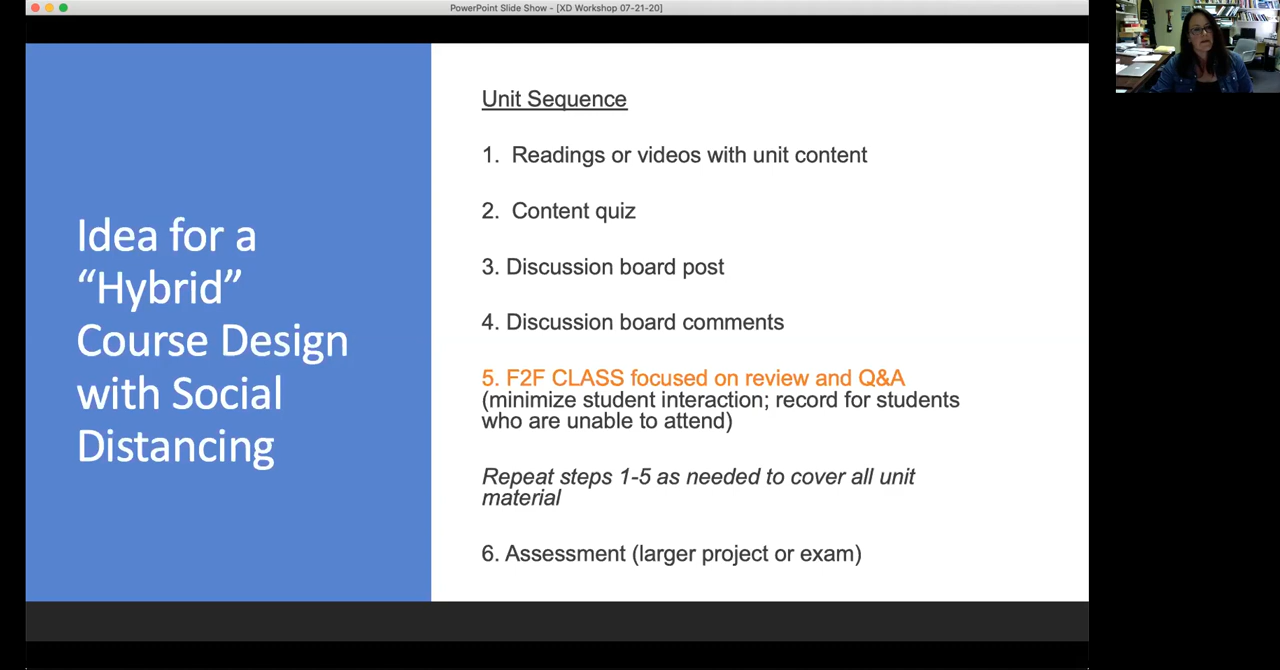 PowerPoint Slide Show - [XD Workshop 07-21-20]
Idea for a
“Hybrid”
Course Design
with Social
Distancing
Unit Sequence
1. Readings or videos with unit content
2. Content quiz
3. Discussion board post
4. Discussion board comments
5. F2F CLASS focused on review and Q&A
(minimize student interaction; record for students
who are unable to attend)
Repeat steps 1-5 as needed to cover all unit
material
6. Assessment (larger project or exam)